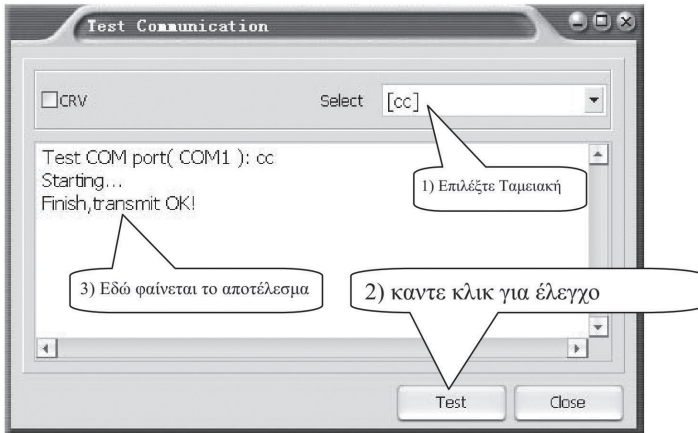 Test Communication
CRV
Select [cc]
Test COM port( COM1 ): cc
Starting...
Finish,transmit OK!
1) Επιλέξτε Ταμειακή
3) Εδώ φαίνεται το αποτέλεσμα
2) καντε κλικ για έλεγχο
Test
Close